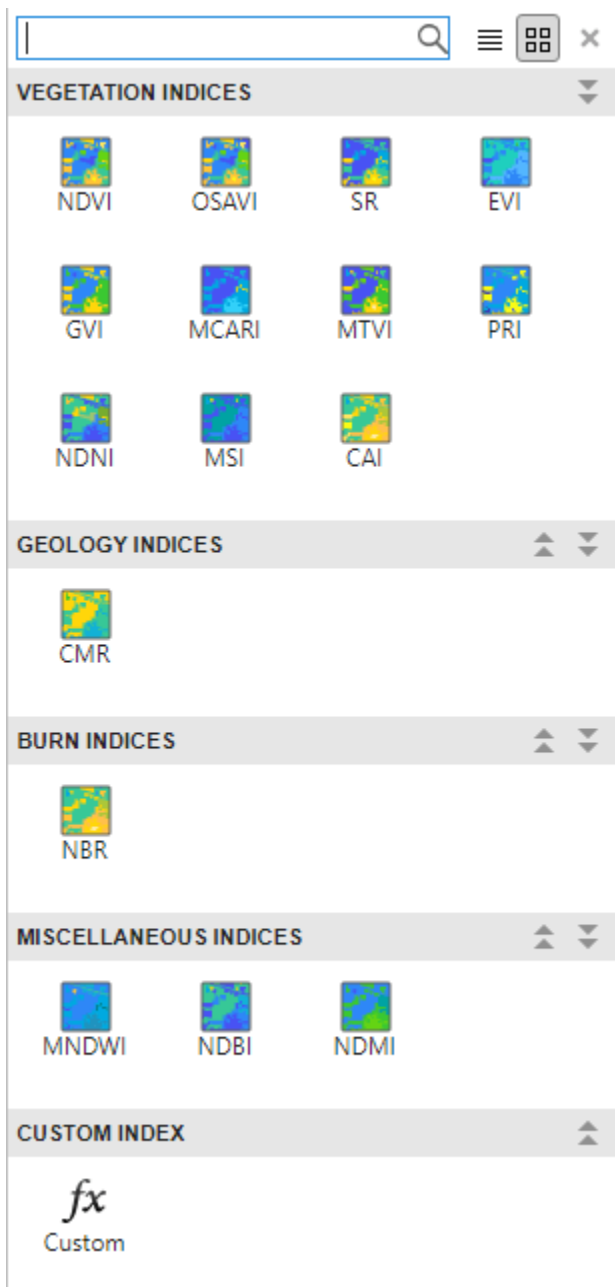 VEGETATION INDICES
NDVI OSAVI SR EVI
GVI MCARI MTVI PRI
NDNI MSI CAI
GEOLOGY INDICES
CMR
BURN INDICES
NBR
MISCELLANEOUS INDICES
MNDWI NDBI NDMI
CUSTOM INDEX
fx
Custom